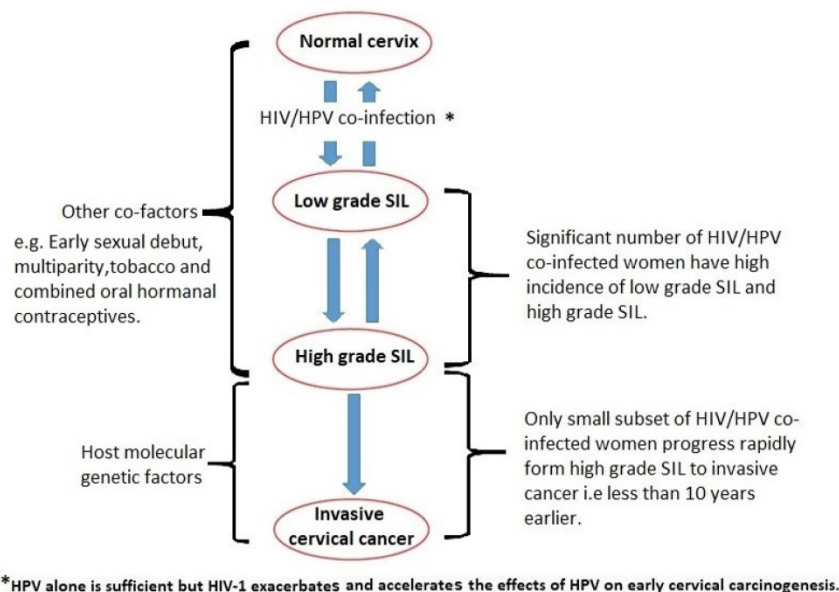 Normal cervix
HIV/HPV co-infection *
Low grade SIL
Other co-factors
e.g. Early sexual debut,
multiparity,tobacco and
combined oral hormanal
contraceptives.
Significant number of HIV/HPV
co-infected women have high
incidence of low grade SIL and
high grade SIL.
High grade SIL
Host molecular
genetic factors
Only small subset of HIV/HPV co-
infected women progress rapidly
form high grade SIL to invasive
cancer i.e less than 10 years
earlier.
Invasive
cervical cancer
*HPV alone is sufficient but HIV-1 exacerbates and accelerates the effects of HPV on early cervical carcinogenesis.